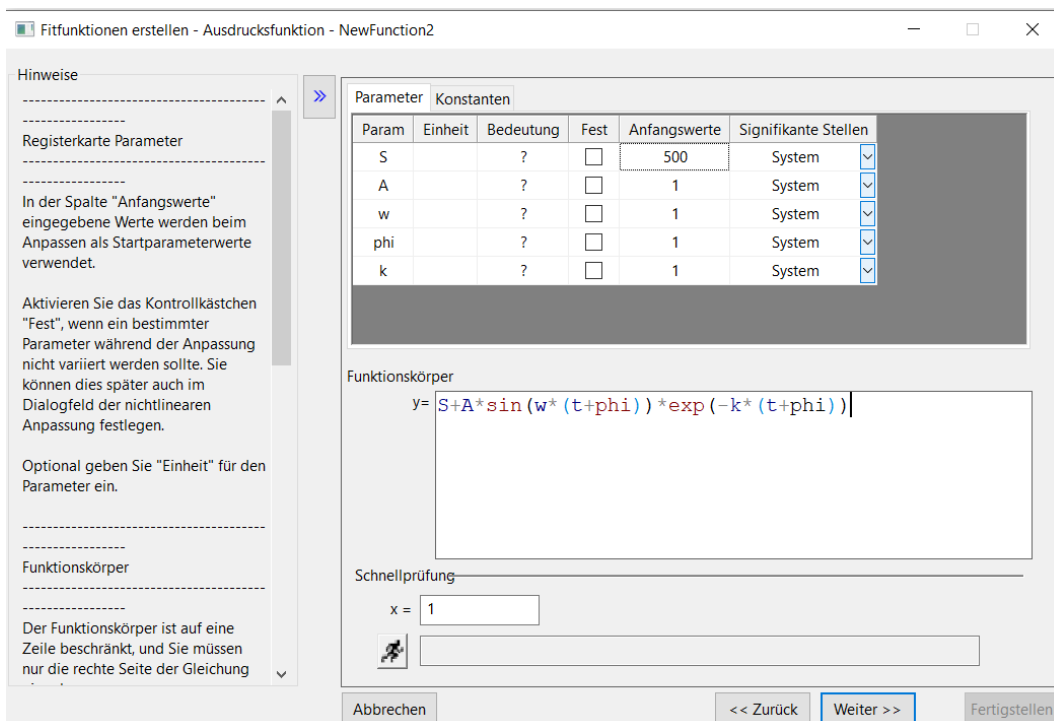 Fitfunktionen erstellen - Ausdrucksfunktion - NewFunction2
Hinweise
----------------------------------------
-----------------
Registerkarte Parameter
----------------------------------------
-----------------
In der Spalte "Anfangswerte"
eingegebene Werte werden beim
Anpassen als Startparameterwerte
verwendet.
Aktivieren Sie das Kontrollkästchen
"Fest", wenn ein bestimmter
Parameter während der Anpassung
nicht variiert werden sollte. Sie
können dies später auch im
Dialogfeld der nichtlinearen
Anpassung festlegen.
Optional geben Sie "Einheit" für den
Parameter ein.
----------------------------------------
-----------------
Funktionskörper
----------------------------------------
-----------------
Der Funktionskörper ist auf eine
Zeile beschränkt, und Sie müssen
nur die rechte Seite der Gleichung
Parameter Konstanten
Param Einheit Bedeutung Fest Anfangswerte Signifikante Stellen
S ? 500 System
A ? 1 System
w ? 1 System
phi ? 1 System
k ? 1 System
Funktionskörper
y= S+A*sin(w*(t+phi))*exp(-k*(t+phi))
Schnellprüfung
x = 1
Abbrechen << Zurück Weiter >> Fertigstellen